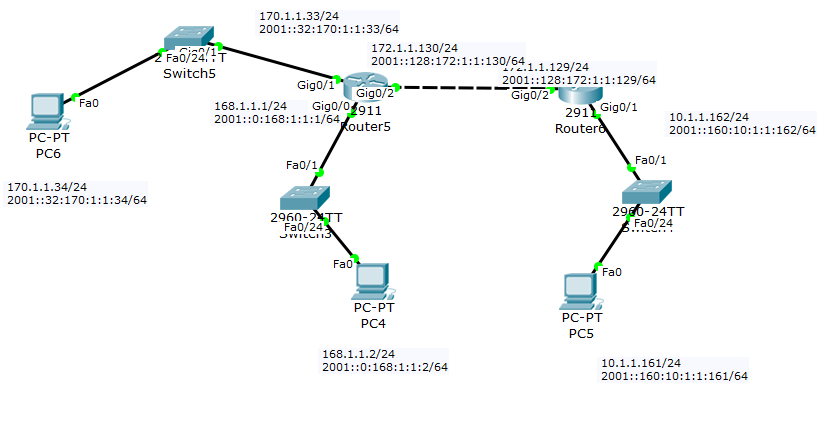 170.1.1.33/24
2001::32:170:1:1:33/64
Gig0/1
2
Fa0/24
TT
Switch5
Fa0
PC-PT
PC6
170.1.1.34/24
2001::32:170:1:1:34/64
172.1.1.130/24
2001::128:172:1:1:130/64
Gig0/1
Gig0/2
Gig0/0
2911
Router5
168.1.1.1/24
2001::0:168:1:1:1/64
172.1.1.129/24
2001::128:172:1:1:129/64
Gig0/2
Gig0/1
2911
Router6
10.1.1.162/24
2001::160:10:1:1:162/64
Fa0/1
2960-24TT
Fa0/24
Switch3
Fa0
PC-PT
PC4
168.1.1.2/24
2001::0:168:1:1:2/64
Fa0/1
2960-24TT
Fa0/24
Fa0
PC-PT
PC5
10.1.1.161/24
2001::160:10:1:1:161/64